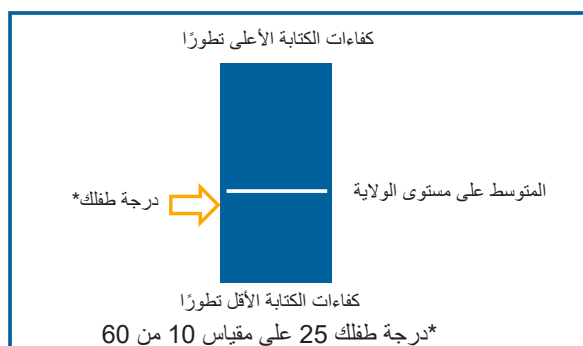 كفاءات الكتابة الأعلى تطورًا
المتوسط على مستوى الولاية
درجة طفلك*
كفاءات الكتابة الأقل تطورًا
*درجة طفلك 25 على مقياس 10 من 60